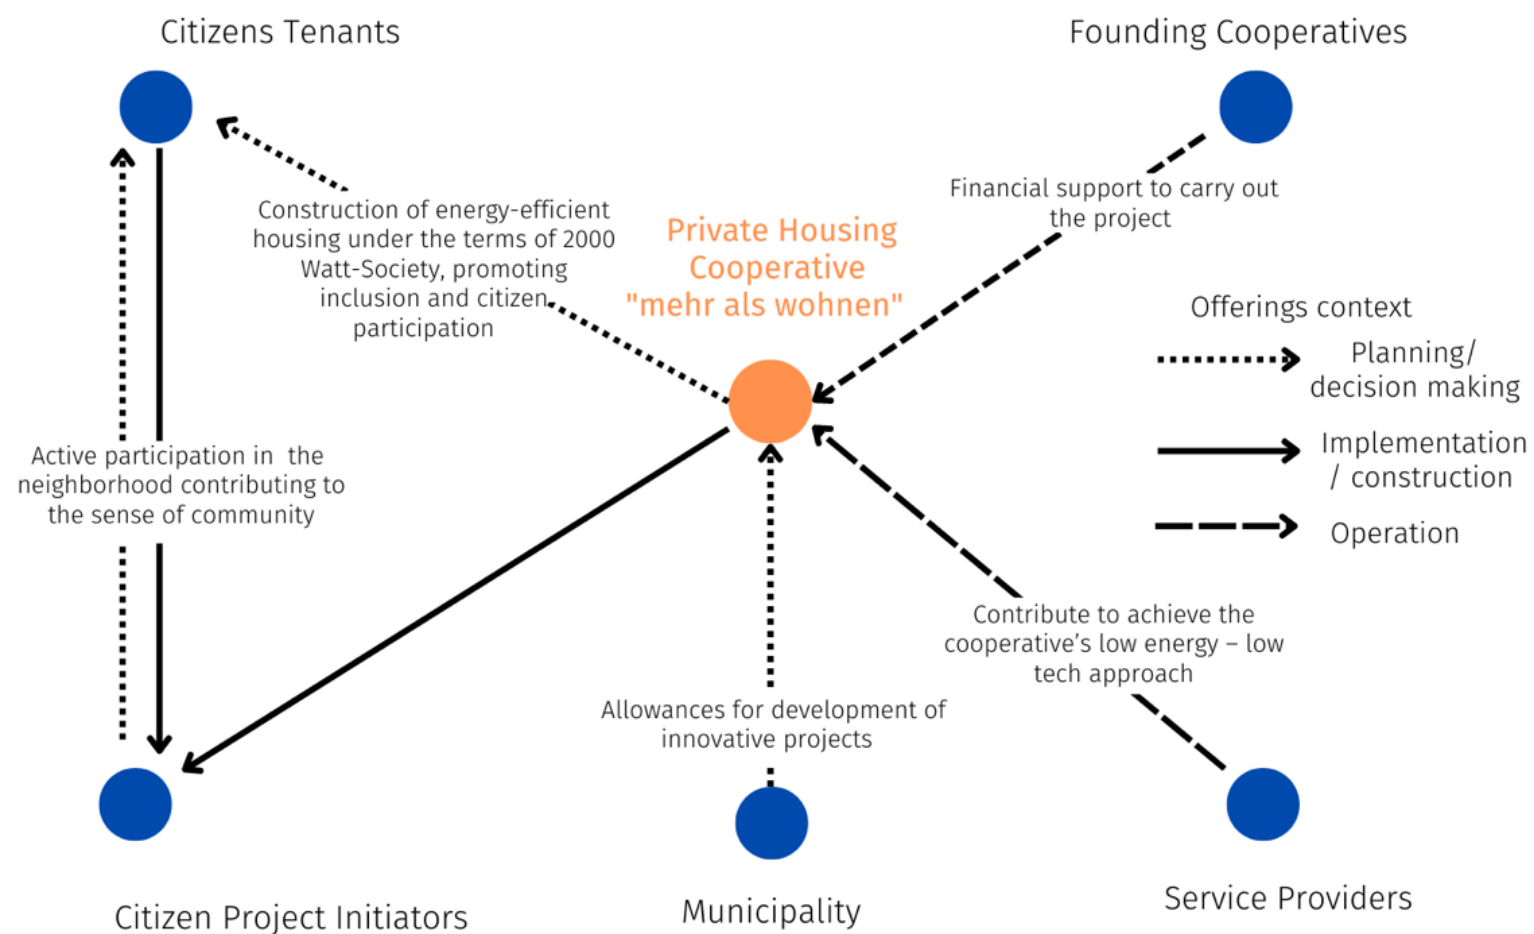 Citizens Tenants
Founding Cooperatives
Construction of energy-efficient
housing under the terms of 2000
Watt-Society, promoting
inclusion and citizen
participation
Private Housing
Cooperative
"mehr als wohnen"
Financial support to carry out
the project
Offerings context
Planning/
decision making
Implementation
/ construction
Operation
Active participation in the
neighborhood contributing to
the sense of community
Contribute to achieve the
cooperative's low energy – low
tech approach
Allowances for development of
innovative projects
Citizen Project Initiators
Municipality
Service Providers